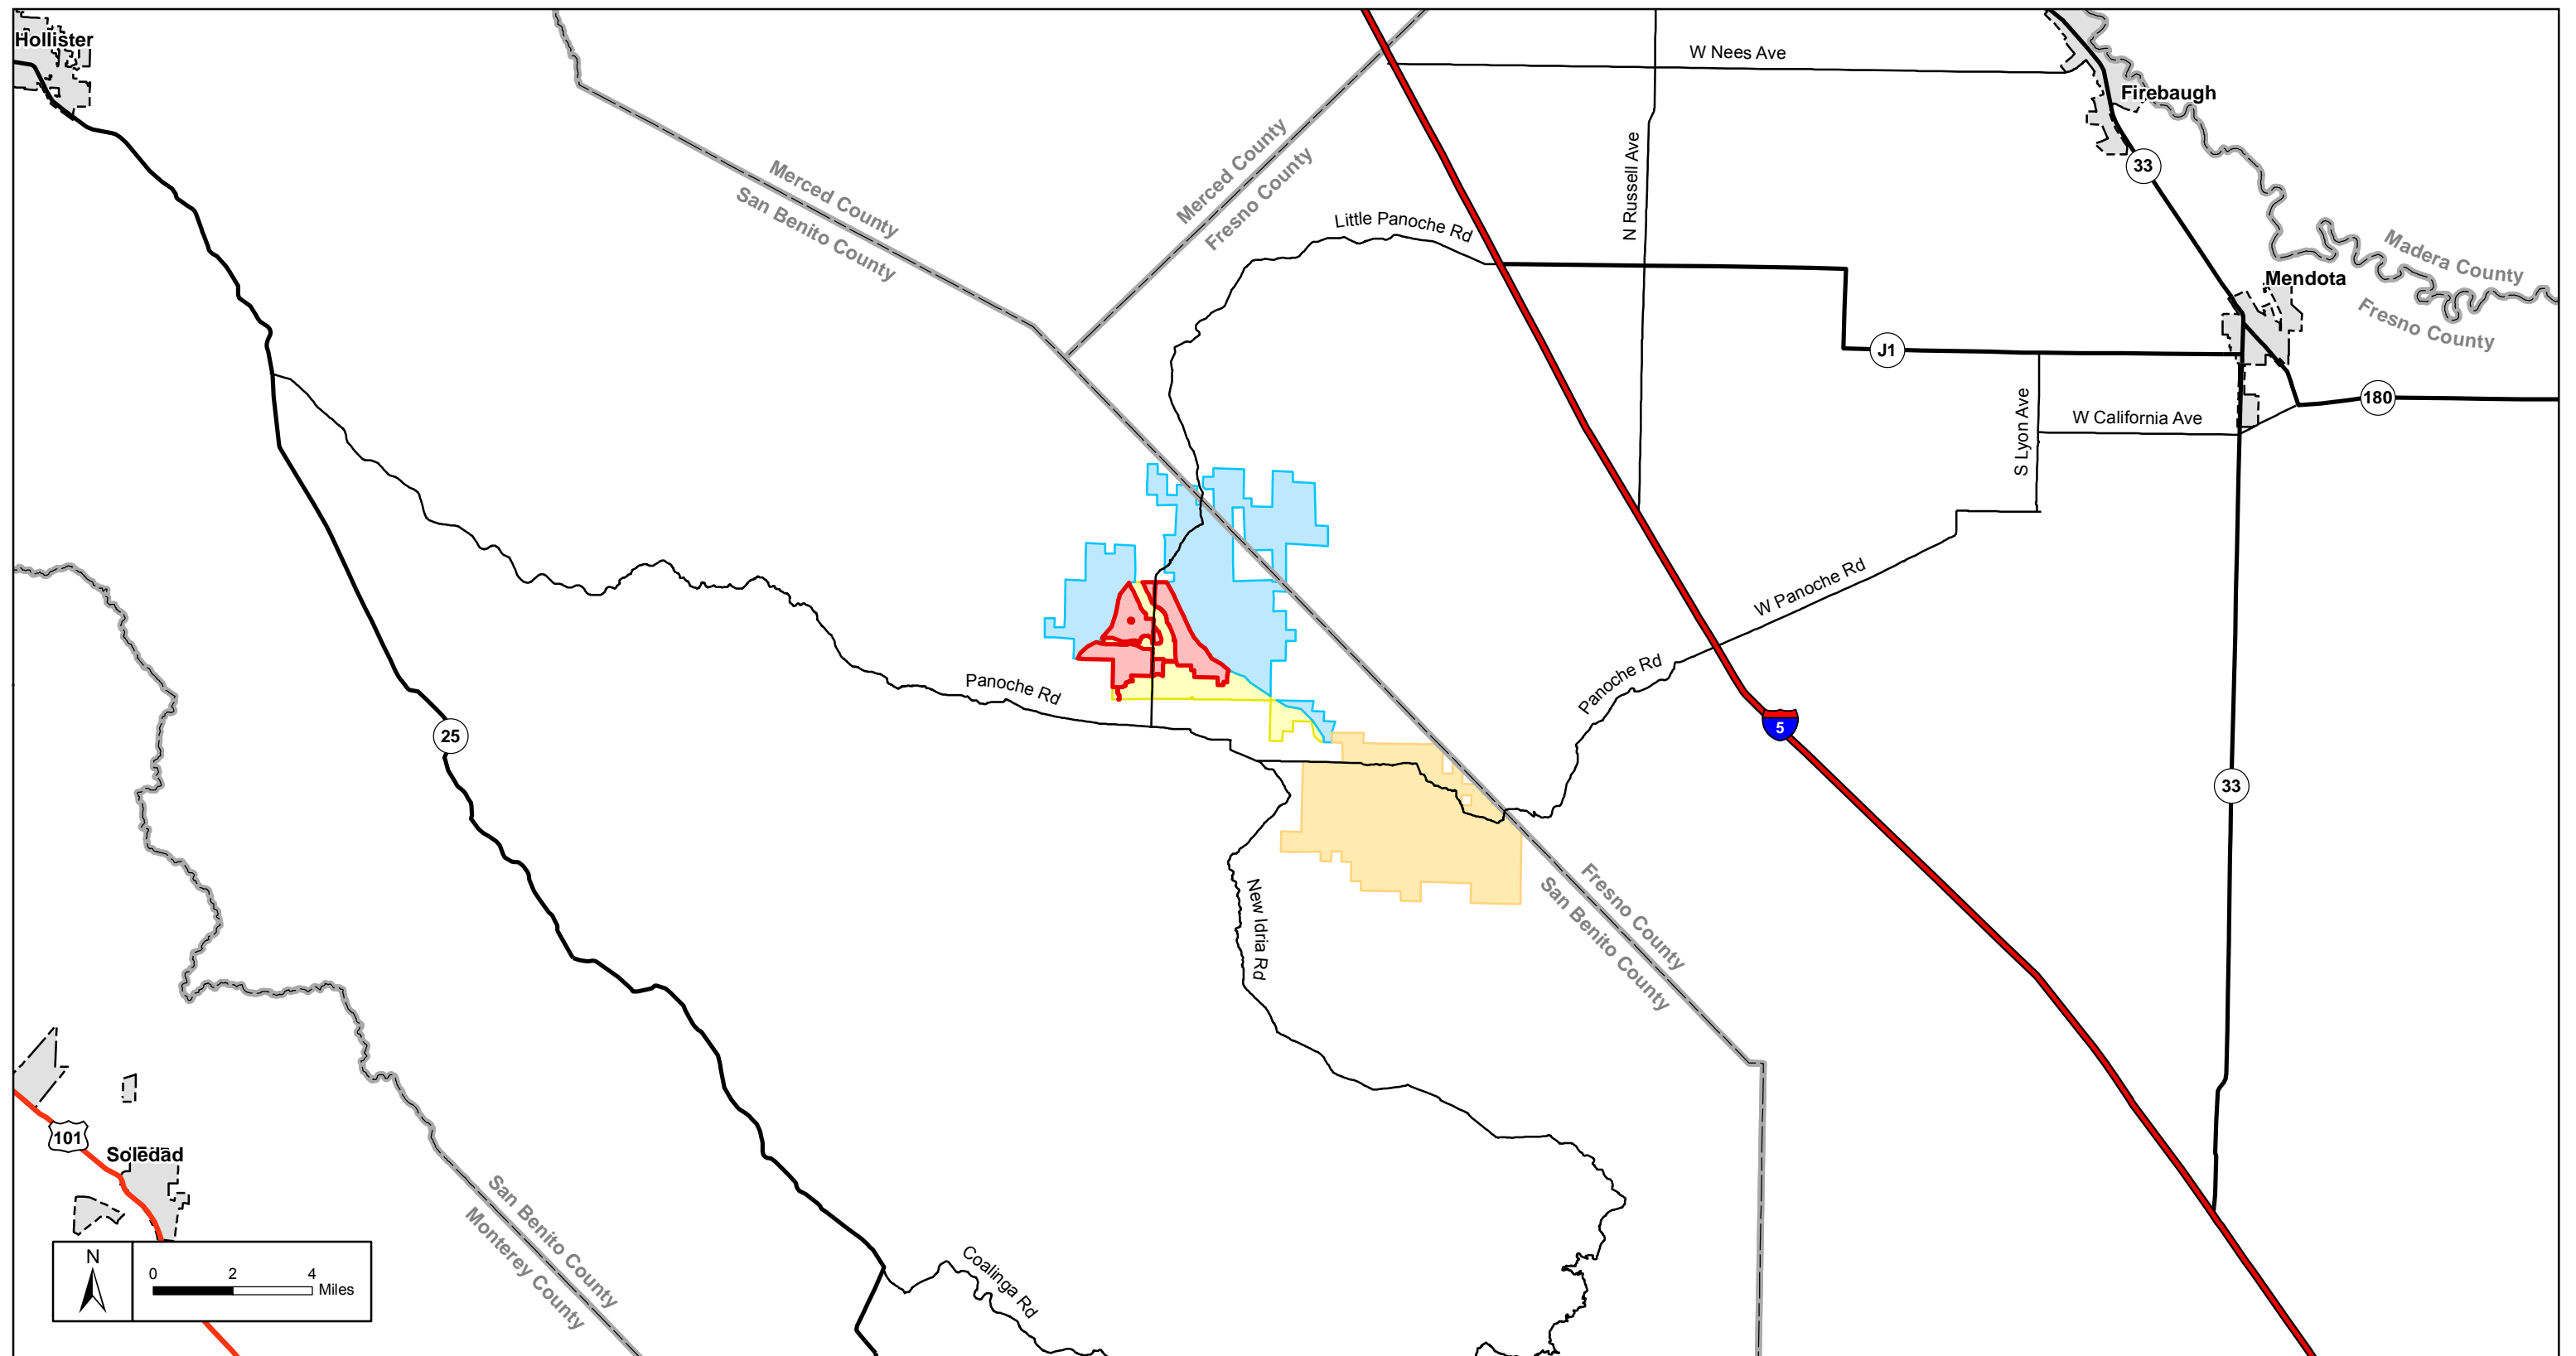 Hollister
W Nees Ave
Firebaugh
33
N Russell Ave
Merced County
San Benito County
Merced County
Fresno County
Little Panoche Rd
Madera County
Mendota
Fresno County
J1
180
S Lyon Ave
W California Ave
W Panoche Rd
Panoche Rd
Panoche Rd
25
5
33
New Idria Rd
Fresno County
San Benito County
101
Soledad
San Benito County
Monterey County
Coalinga Rd
N
0 2 4
Miles